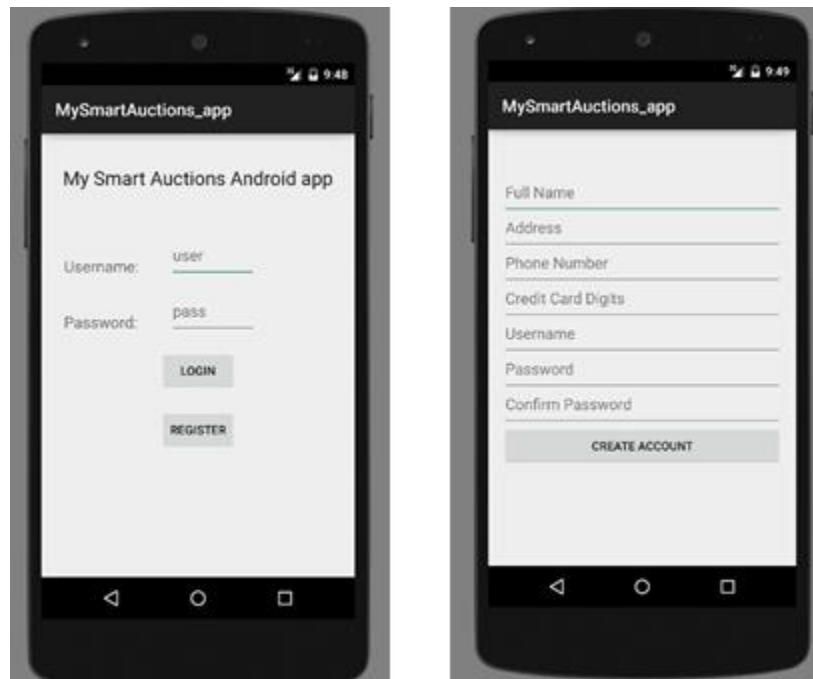 9:48
MySmartAuctions_app
My Smart Auctions Android app
Username:
user
Password:
pass
LOGIN
REGISTER
9:49
MySmartAuctions_app
Full Name
Address
Phone Number
Credit Card Digits
Username
Password
Confirm Password
CREATE ACCOUNT